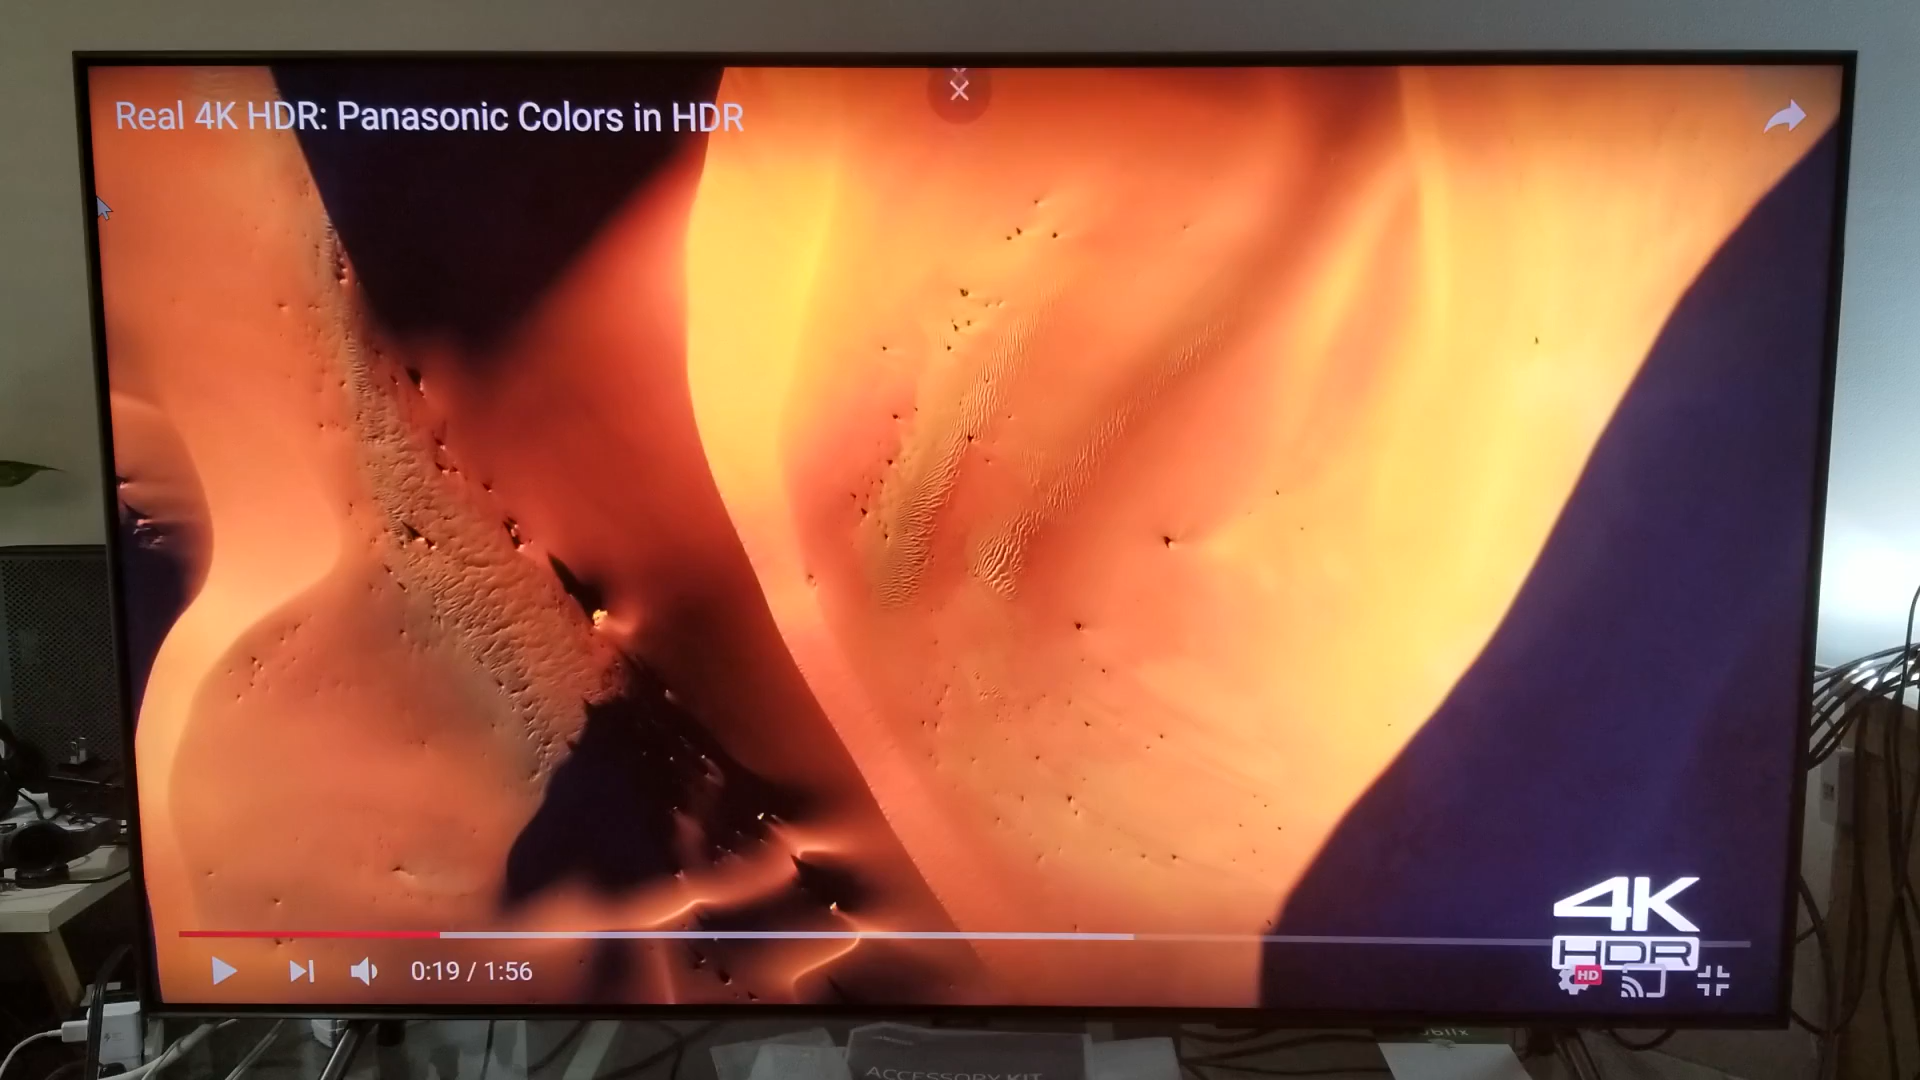 Real 4K HDR: Panasonic Colors in HDR
0:19 / 1:56
4K
HDR
HD
ACCESSORY KIT